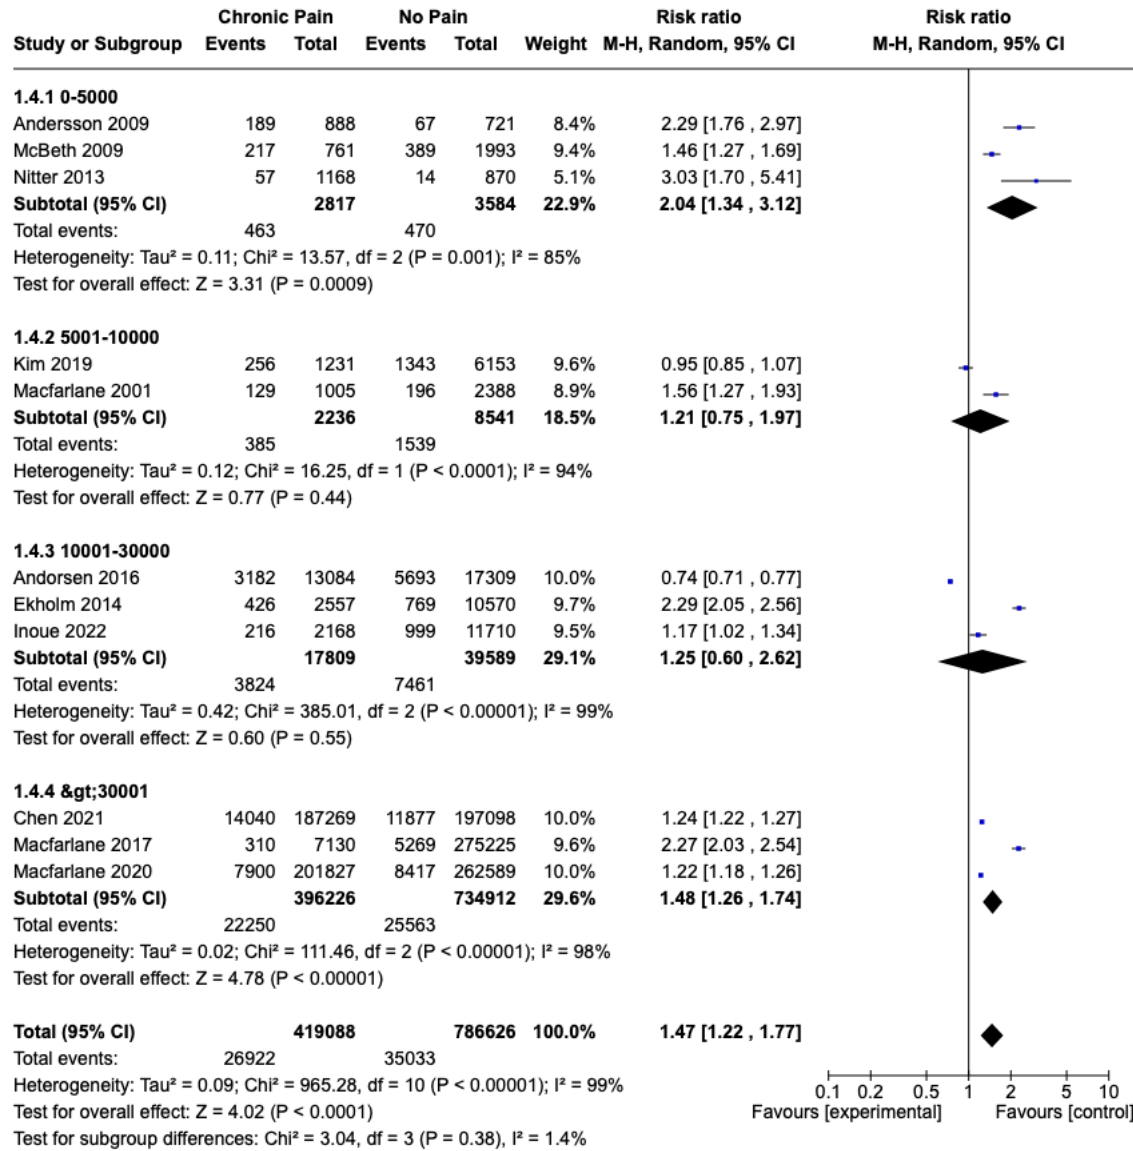 Chronic Pain No Pain Risk ratio Risk ratio
Study or Subgroup Events Total Events Total Weight M-H, Random, 95% CI M-H, Random, 95% CI
1.4.1 0-5000
Andersson 2009 189 888 67 721 8.4% 2.29 [1.76 , 2.97]
McBeth 2009 217 761 389 1993 9.4% 1.46 [1.27 , 1.69]
Nitter 2013 57 1168 14 870 5.1% 3.03 [1.70 , 5.41]
Subtotal (95% CI) 2817 3584 22.9% 2.04 [1.34 , 3.12]
Total events: 463 470
Heterogeneity: Tau² = 0.11; Chi² = 13.57, df = 2 (P = 0.001); I² = 85%
Test for overall effect: Z = 3.31 (P = 0.0009)
1.4.2 5001-10000
Kim 2019 256 1231 1343 6153 9.6% 0.95 [0.85 , 1.07]
Macfarlane 2001 129 1005 196 2388 8.9% 1.56 [1.27 , 1.93]
Subtotal (95% CI) 2236 8541 18.5% 1.21 [0.75 , 1.97]
Total events: 385 1539
Heterogeneity: Tau² = 0.12; Chi² = 16.25, df = 1 (P < 0.0001); I² = 94%
Test for overall effect: Z = 0.77 (P = 0.44)
1.4.3 10001-30000
Andorsen 2016 3182 13084 5693 17309 10.0% 0.74 [0.71 , 0.77]
Ekholm 2014 426 2557 769 10570 9.7% 2.29 [2.05 , 2.56]
Inoue 2022 216 2168 999 11710 9.5% 1.17 [1.02 , 1.34]
Subtotal (95% CI) 17809 39589 29.1% 1.25 [0.60 , 2.62]
Total events: 3824 7461
Heterogeneity: Tau² = 0.42; Chi² = 385.01, df = 2 (P < 0.00001); I² = 99%
Test for overall effect: Z = 0.60 (P = 0.55)
1.4.4 &gt;30001
Chen 2021 14040 187269 11877 197098 10.0% 1.24 [1.22 , 1.27]
Macfarlane 2017 310 7130 5269 275225 9.6% 2.27 [2.03 , 2.54]
Macfarlane 2020 7900 201827 8417 262589 10.0% 1.22 [1.18 , 1.26]
Subtotal (95% CI) 396226 734912 29.6% 1.48 [1.26 , 1.74]
Total events: 22250 25563
Heterogeneity: Tau² = 0.02; Chi² = 111.46, df = 2 (P < 0.00001); I² = 98%
Test for overall effect: Z = 4.78 (P < 0.00001)
Total (95% CI) 419088 786626 100.0% 1.47 [1.22 , 1.77]
Total events: 26922 35033
Heterogeneity: Tau² = 0.09; Chi² = 965.28, df = 10 (P < 0.00001); I² = 99%
0.1 0.2 0.5 1 2 5 10
Test for overall effect: Z = 4.02 (P < 0.0001) Favours [experimental] Favours [control]
Test for subgroup differences: Chi² = 3.04, df = 3 (P = 0.38), I² = 1.4%